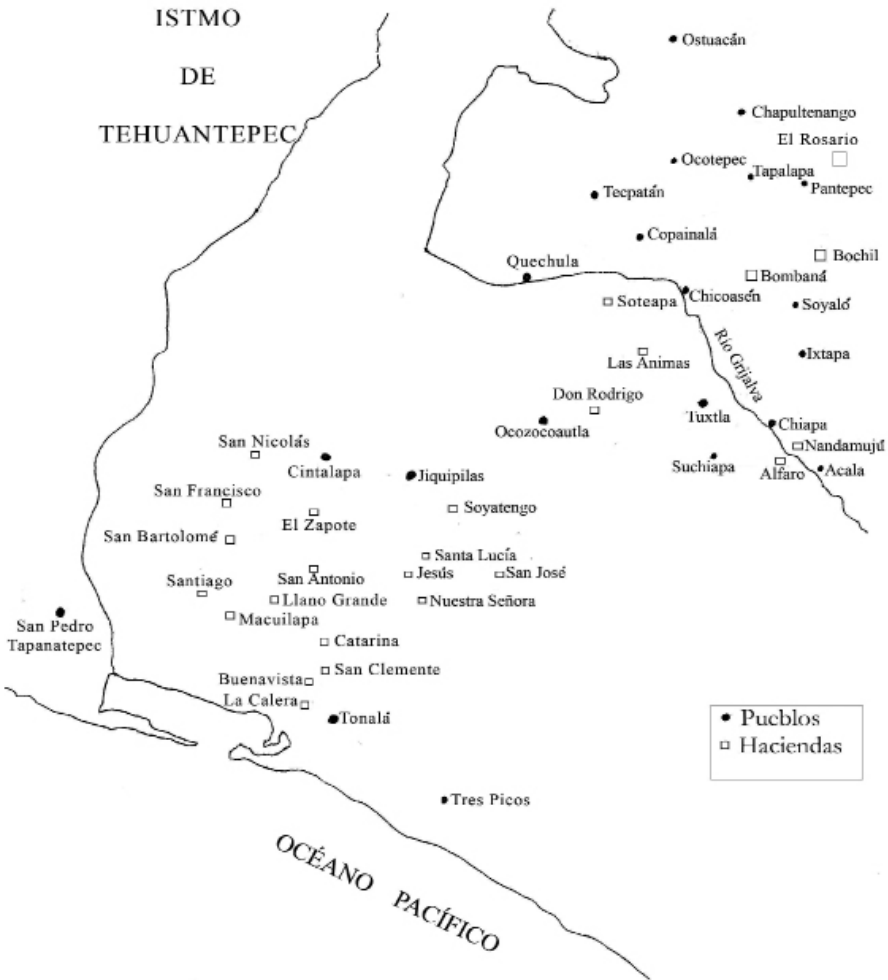 ISTMO
DE
TEHUANTEPEC
Ostuacán
Chapultenango
El Rosario
Ocotepec
Tapalapa
Pantepec
Tecpatán
Copainalá
Bochil
Quechula
Bombaná
Chicoasén
Soteapa
Soyaló
Río Grijalva
Las Animas
Ixtapa
Don Rodrigo
Tuxtla
Ocozocoautla
Chiapa
San Nicolás
Nandamujú
Cintalapa
Jiquipilas
Suchiapa
Alfaro
Acala
San Francisco
El Zapote
Soyatengo
San Bartolomé
Santa Lucía
San Antonio
Jesús
San José
Santiago
Llano Grande
Nuestra Señora
San Pedro
Tapanatepec
Macuilapa
Catarina
San Clemente
Buenavista
La Calera
Tonalá
Pueblos
Haciendas
Tres Picos
OCÉANO PACÍFICO